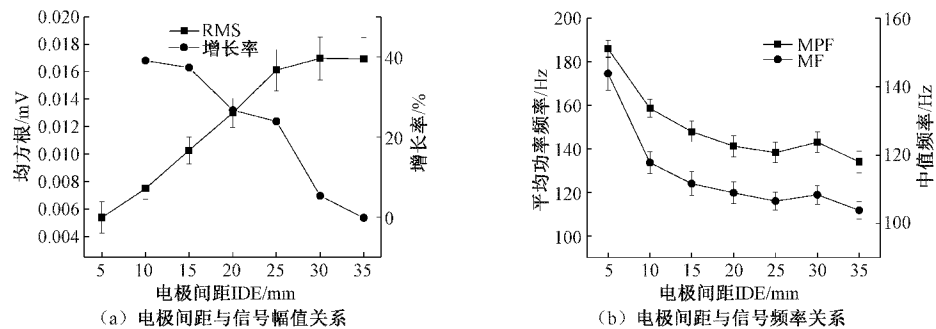 0.020
0.018
0.016
0.014
0.012
0.010
0.008
0.006
0.004
均方根/mV
RMS
增长率
40
20
0
增长率/%
5 10 15 20 25 30 35
电极间距IDE/mm
(a) 电极间距与信号幅值关系
200
180
160
140
120
100
平均功率频率/Hz
MPF
MF
160
140
120
100
中值频率/Hz
5 10 15 20 25 30 35
电极间距IDE/mm
(b) 电极间距与信号频率关系